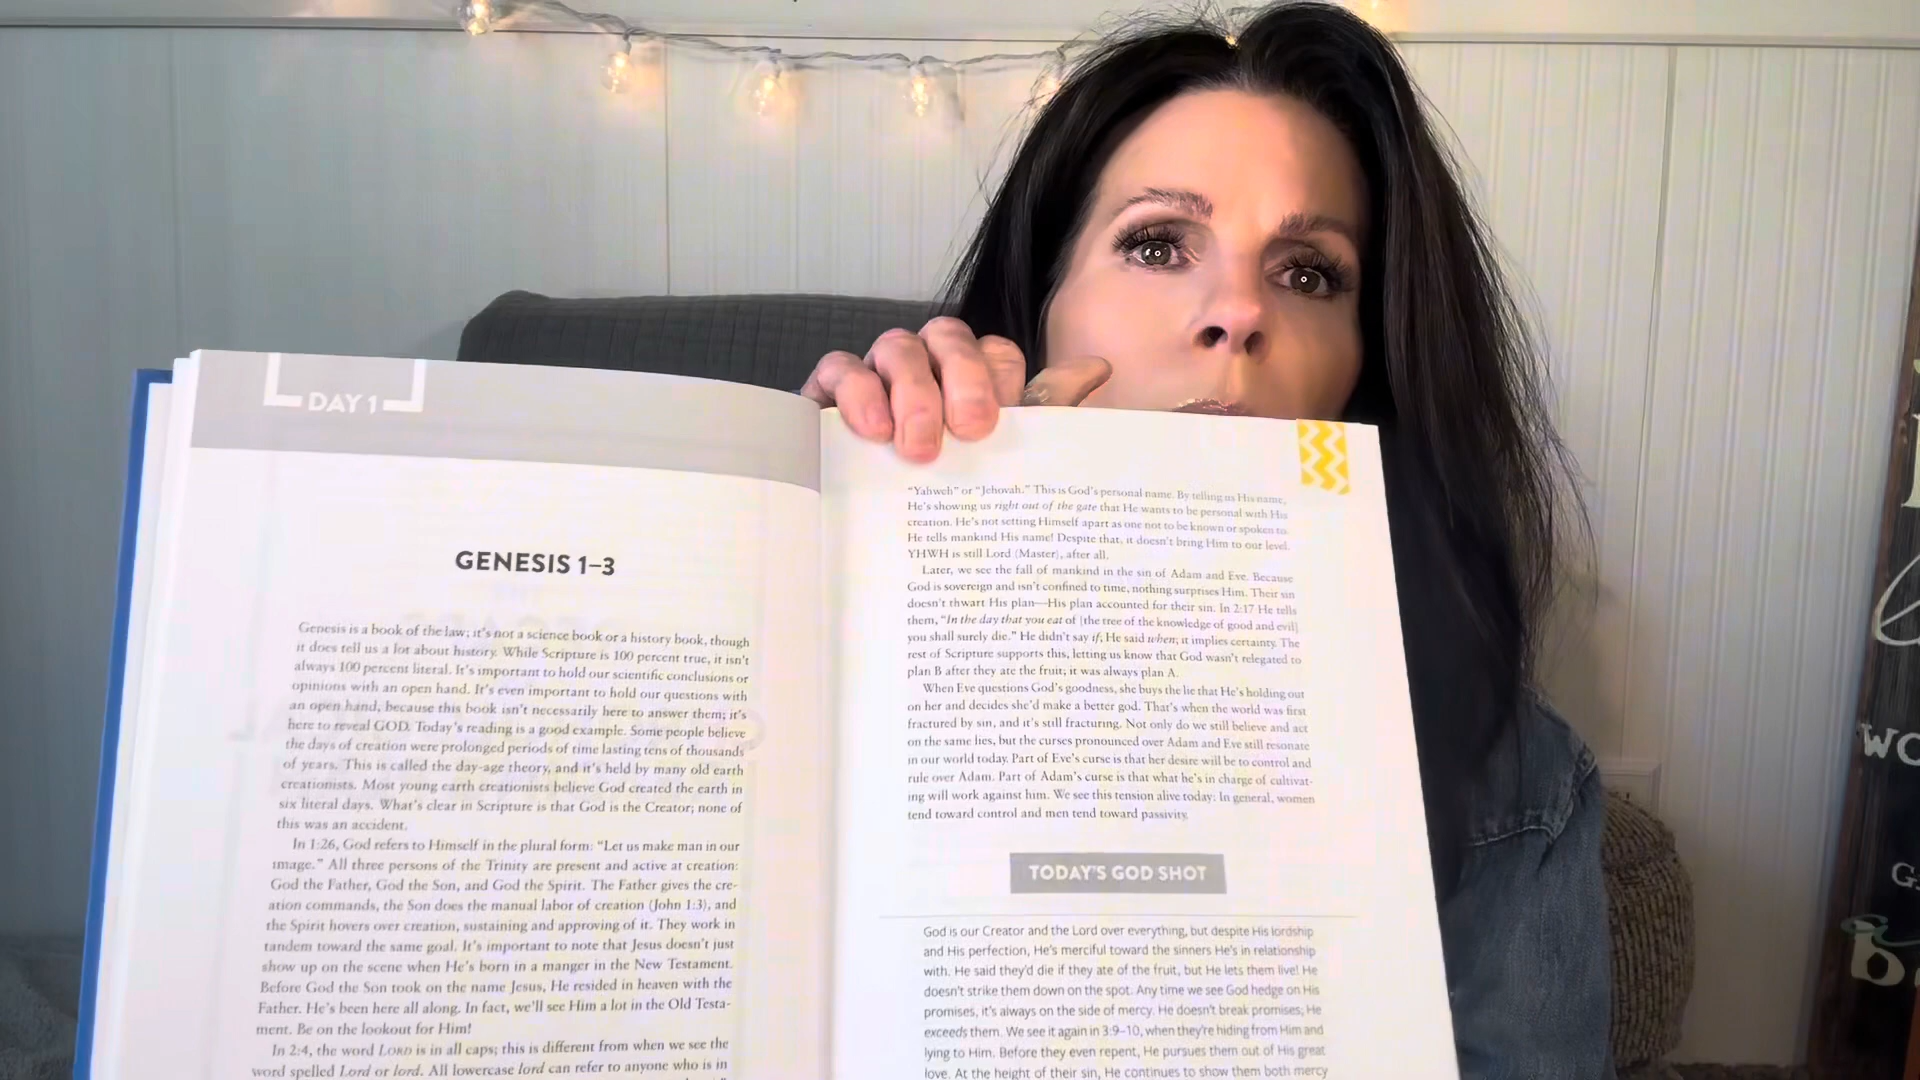 DAY 1
GENESIS 1–3
Genesis is a book of the law; it's not a science book or a history book, though
it does tell us a lot about history. While Scripture is 100 percent true, it isn't
always 100 percent literal. It's important to hold our scientific conclusions or
opinions with an open hand. It's even important to hold our questions with
an open hand, because this book isn't necessarily here to answer them; it's
here to reveal GOD. Today's reading is a good example. Some people believe
the days of creation were prolonged periods of time lasting tens of thousands
of years. This is called the day-age theory, and it's held by many old earth
creationists. Most young earth creationists believe God created the earth in
six literal days. What's clear in Scripture is that God is the Creator; none of
this was an accident.
In 1:26, God refers to Himself in the plural form: “Let us make man in our
image.” All three persons of the Trinity are present and active at creation:
God the Father, God the Son, and God the Spirit. The Father gives the cre-
ation commands, the Son does the manual labor of creation (John 1:3), and
the Spirit hovers over creation, sustaining and approving of it. They work in
tandem toward the same goal. It's important to note that Jesus doesn't just
show up on the scene when He's born in a manger in the New Testament.
Before God the Son took on the name Jesus, He resided in heaven with the
Father. He's been here all along. In fact, we'll see Him a lot in the Old Testa-
ment. Be on the lookout for Him!
In 2:4, the word LORD is in all caps; this is different from when we see the
word spelled Lord or lord. All lowercase lord can refer to anyone who is in
“Yahweh” or “Jehovah.” This is God's personal name. By telling us His name,
He's showing us right out of the gate that He wants to be personal with His
creation. He's not setting Himself apart as one not to be known or spoken to.
He tells mankind His name! Despite that, it doesn't bring Him to our level.
YHWH is still Lord (Master), after all.
Later, we see the fall of mankind in the sin of Adam and Eve. Because
God is sovereign and isn't confined to time, nothing surprises Him. Their sin
doesn't thwart His plan—His plan accounted for their sin. In 2:17 He tells
them, “In the day that you eat of [the tree of the knowledge of good and evil]
you shall surely die.” He didn't say if; He said when; it implies certainty. The
rest of Scripture supports this, letting us know that God wasn't relegated to
plan B after they ate the fruit; it was always plan A.
When Eve questions God's goodness, she buys the lie that He's holding out
on her and decides she'd make a better god. That's when the world was first
fractured by sin, and it's still fracturing. Not only do we still believe and act
on the same lies, but the curses pronounced over Adam and Eve still resonate
in our world today. Part of Eve's curse is that her desire will be to control and
rule over Adam. Part of Adam's curse is that what he's in charge of cultivat-
ing will work against him. We see this tension alive today: In general, women
tend toward control and men tend toward passivity.
TODAY'S GOD SHOT
God is our Creator and the Lord over everything, but despite His lordship
and His perfection, He's merciful toward the sinners He's in relationship
with. He said they'd die if they ate of the fruit, but He lets them live! He
doesn't strike them down on the spot. Any time we see God hedge on His
promises, it's always on the side of mercy. He doesn't break promises; He
exceeds them. We see it again in 3:9–10, when they're hiding from Him and
lying to Him. Before they even repent, He pursues them out of His great
love. At the height of their sin, He continues to show them both mercy